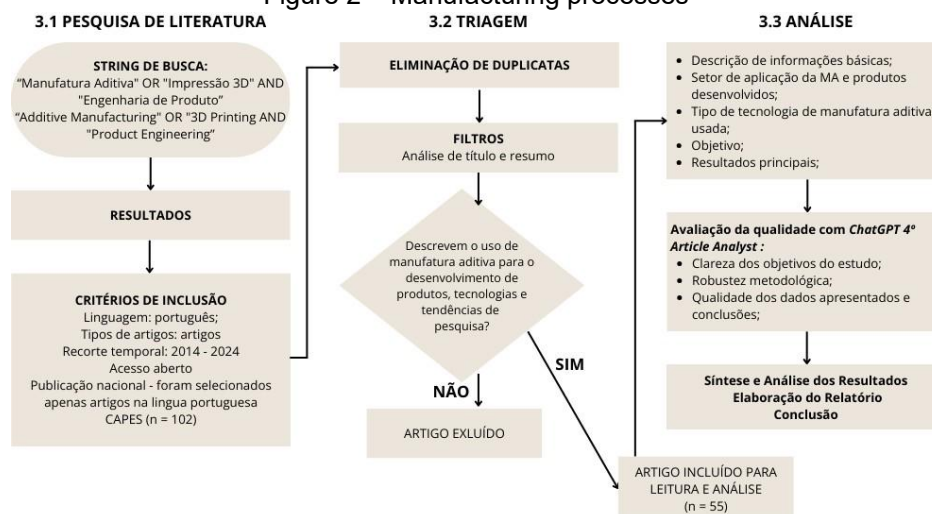 Figure 2 – Manufacturing processes
3.1 PESQUISA DE LITERATURA
STRING DE BUSCA:
“Manufatura Aditiva" OR "Impressão 3D" AND
"Engenharia de Produto”
“Additive Manufacturing" OR "3D Printing AND
"Product Engineering”
RESULTADOS
CRITÉRIOS DE INCLUSÃO
Linguagem: português;
Tipos de artigos: artigos
Recorte temporal: 2014 - 2024
Acesso aberto
Publicação nacional - foram selecionados
apenas artigos na lingua portuguesa
CAPES (n = 102)
3.2 TRIAGEM
ELIMINAÇÃO DE DUPLICATAS
FILTROS
Análise de título e resumo
Descrevem o uso de
manufatura aditiva para o
desenvolvimento de
produtos, tecnologias e
tendências de
pesquisa?
NÃO
SIM
ARTIGO EXLUÍDO
ARTIGO INCLUÍDO PARA
LEITURA E ANÁLISE
(n = 55)
3.3 ANÁLISE
• Descrição de informações básicas;
• Setor de aplicação da MA e produtos
desenvolvidos;
• Tipo de tecnologia de manufatura aditiva
usada;
• Objetivo;
• Resultados principais;
Avaliação da qualidade com ChatGPT 4º
Article Analyst :
• Clareza dos objetivos do estudo;
• Robustez metodológica;
• Qualidade dos dados apresentados e
conclusões;
Síntese e Análise dos Resultados
Elaboração do Relatório
Conclusão